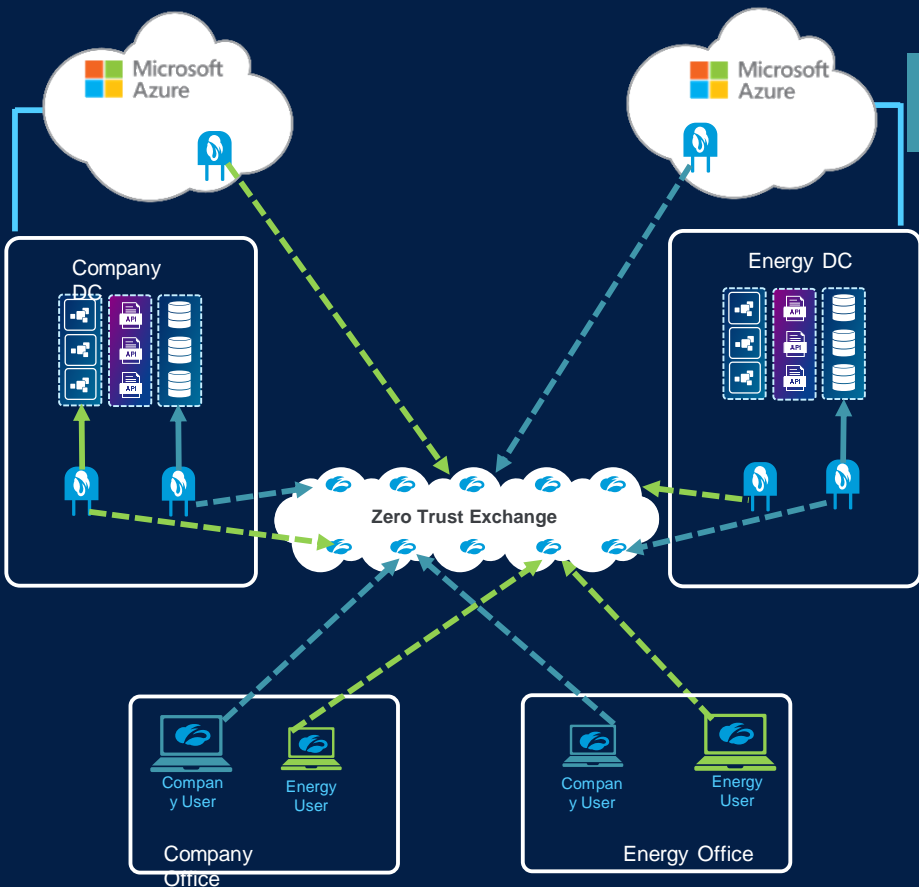 Microsoft
Azure
Microsoft
Azure
Company
DC
Energy DC
API
API
API
API
API
API
Zero Trust Exchange
Compan
y User
Energy
User
Compan
y User
Energy
User
Company
Office
Energy Office